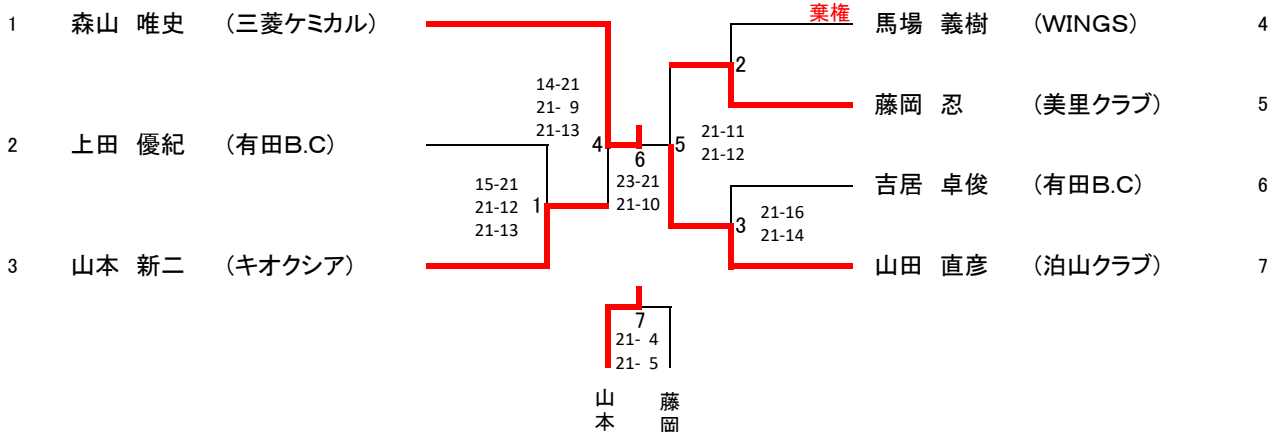 1 森山 唯史 (三菱ケミカル)
棄権
馬場 義樹 (WINGS) 4
2
14-21
21- 9
21-13
藤岡 忍 (美里クラブ) 5
2 上田 優紀 (有田B.C)
4
6
5
21-11
21-12
15-21
21-12
21-13
1
23-21
21-10
吉居 卓俊 (有田B.C) 6
3
21-16
21-14
3 山本 新二 (キオクシア)
山田 直彦 (泊山クラブ) 7
7
21- 4
21- 5
山本
藤岡